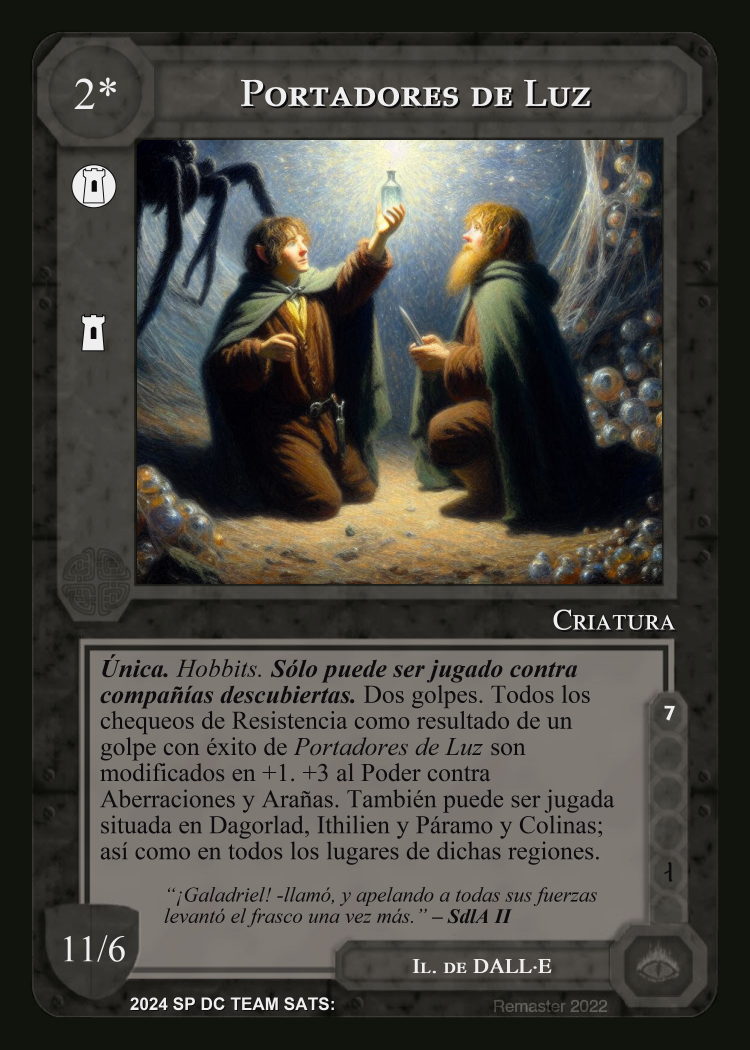 2*
PORTADORES DE LUZ
CRIATURA
Única. Hobbits. Sólo puede ser jugado contra
compañías descubiertas. Dos golpes. Todos los
chequeos de Resistencia como resultado de un
golpe con éxito de Portadores de Luz son
modificados en +1. +3 al Poder contra
Aberraciones y Arañas. También puede ser jugada
situada en Dagorlad, Ithilien y Páramo y Colinas;
así como en todos los lugares de dichas regiones.
7
“¡Galadriel! -llamó, y apelando a todas sus fuerzas
levantó el frasco una vez más.” – SdlA II
11/6
IL. DE DALL·E
2024 SP DC TEAM SATS:
Remaster 2022